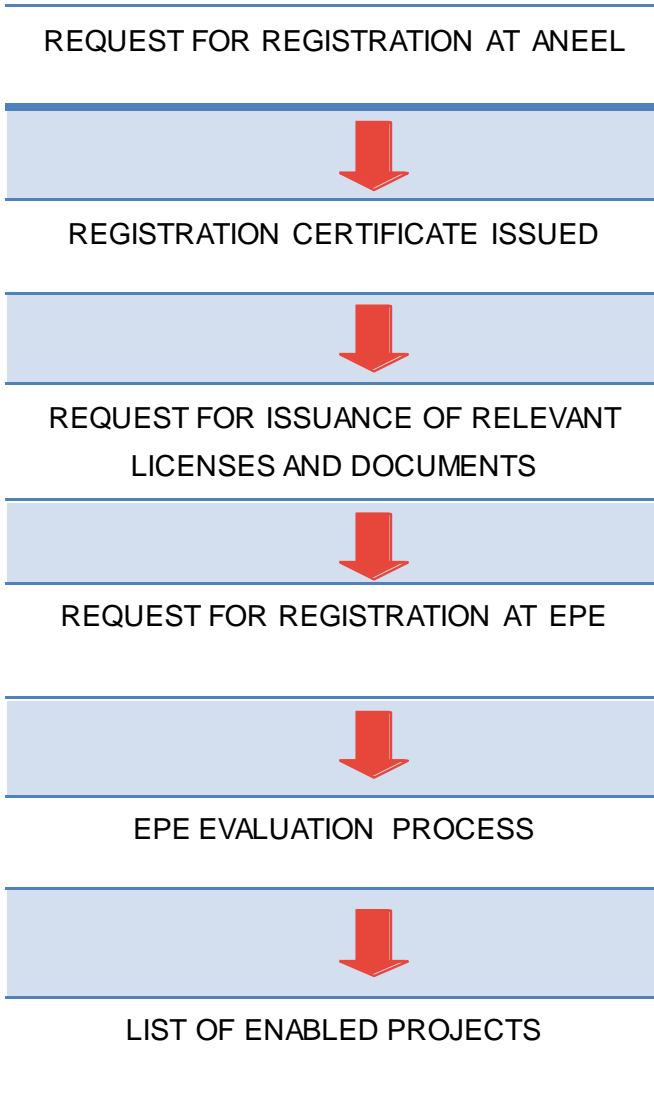 REQUEST FOR REGISTRATION AT ANEEL
REGISTRATION CERTIFICATE ISSUED
REQUEST FOR ISSUANCE OF RELEVANT
LICENSES AND DOCUMENTS
REQUEST FOR REGISTRATION AT EPE
EPE EVALUATION PROCESS
LIST OF ENABLED PROJECTS